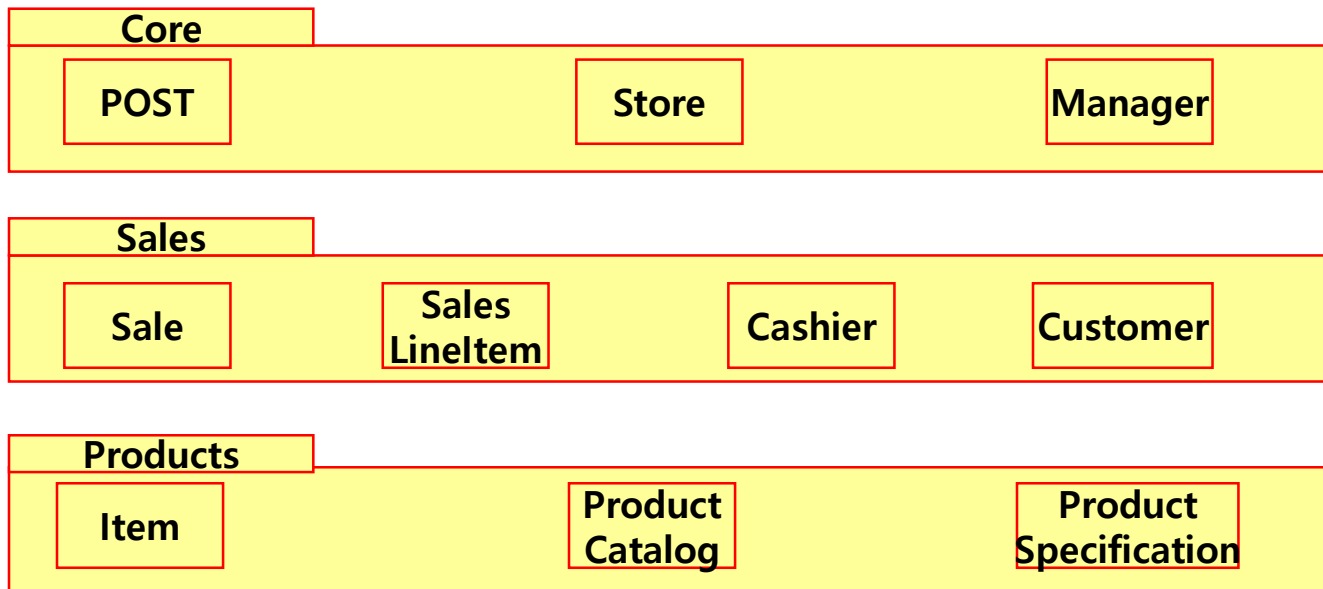 Core
POST
Store
Manager
Sales
Sale
Sales
LineItem
Cashier
Customer
Products
Item
Product
Catalog
Product
Specification